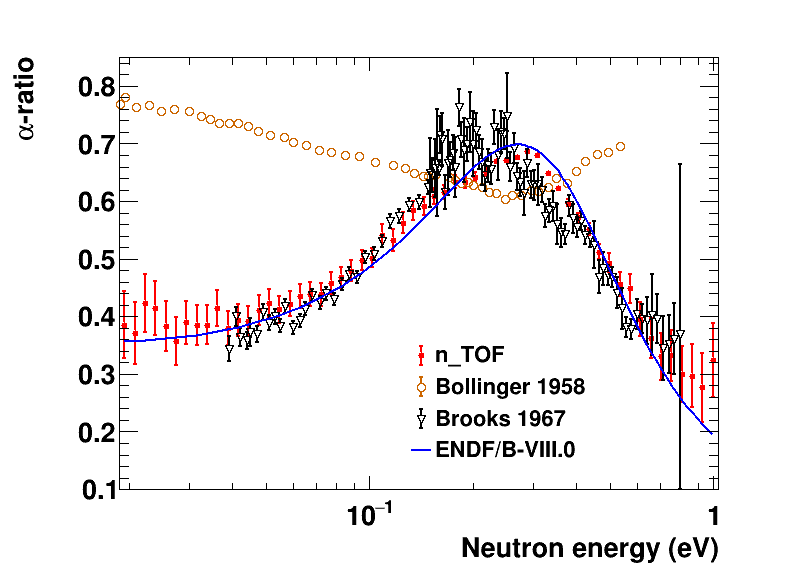 α-ratio
0.8
0.7
0.6
0.5
0.4
0.3
0.2
0.1
n_TOF
Bollinger 1958
Brooks 1967
ENDF/B-VIII.0
10⁻¹
1
Neutron energy (eV)